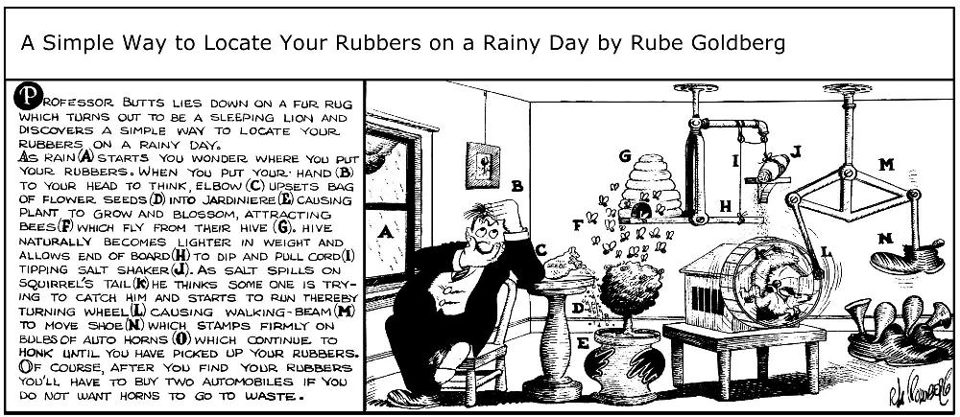 A Simple Way to Locate Your Rubbers on a Rainy Day by Rube Goldberg
PROFESSOR BUTTS LIES DOWN ON A FUR RUG
WHICH TURNS OUT TO BE A SLEEPING LION AND
DISCOVERS A SIMPLE WAY TO LOCATE YOUR
RUBBERS ON A RAINY DAY.
AS RAIN (A) STARTS YOU WONDER WHERE YOU PUT
YOUR RUBBERS. WHEN YOU PUT YOUR HAND (B)
TO YOUR HEAD TO THINK, ELBOW (C) UPSETS BAG
OF FLOWER SEEDS (D) INTO JARDINIERE (E) CAUSING
PLANT TO GROW AND BLOSSOM, ATTRACTING
BEES (F) WHICH FLY FROM THEIR HIVE (G). HIVE
NATURALLY BECOMES LIGHTER IN WEIGHT AND
ALLOWS END OF BOARD (H) TO DIP AND PULL CORD (I)
TIPPING SALT SHAKER (J). AS SALT SPILLS ON
SQUIRREL'S TAIL (K) HE THINKS SOME ONE IS TRY-
ING TO CATCH HIM AND STARTS TO RUN THEREBY
TURNING WHEEL (L) CAUSING WALKING-BEAM (M)
TO MOVE SHOE (N) WHICH STAMPS FIRMLY ON
BULBS OF AUTO HORNS (O) WHICH CONTINUE TO
HONK UNTIL YOU HAVE PICKED UP YOUR RUBBERS.
OF COURSE, AFTER YOU FIND YOUR RUBBERS
YOU'LL HAVE TO BUY TWO AUTOMOBILES IF YOU
DO NOT WANT HORNS TO GO TO WASTE.
A
B
C
D
E
F
G
H
I
J
L
M
N
RUBE GOLDBERG